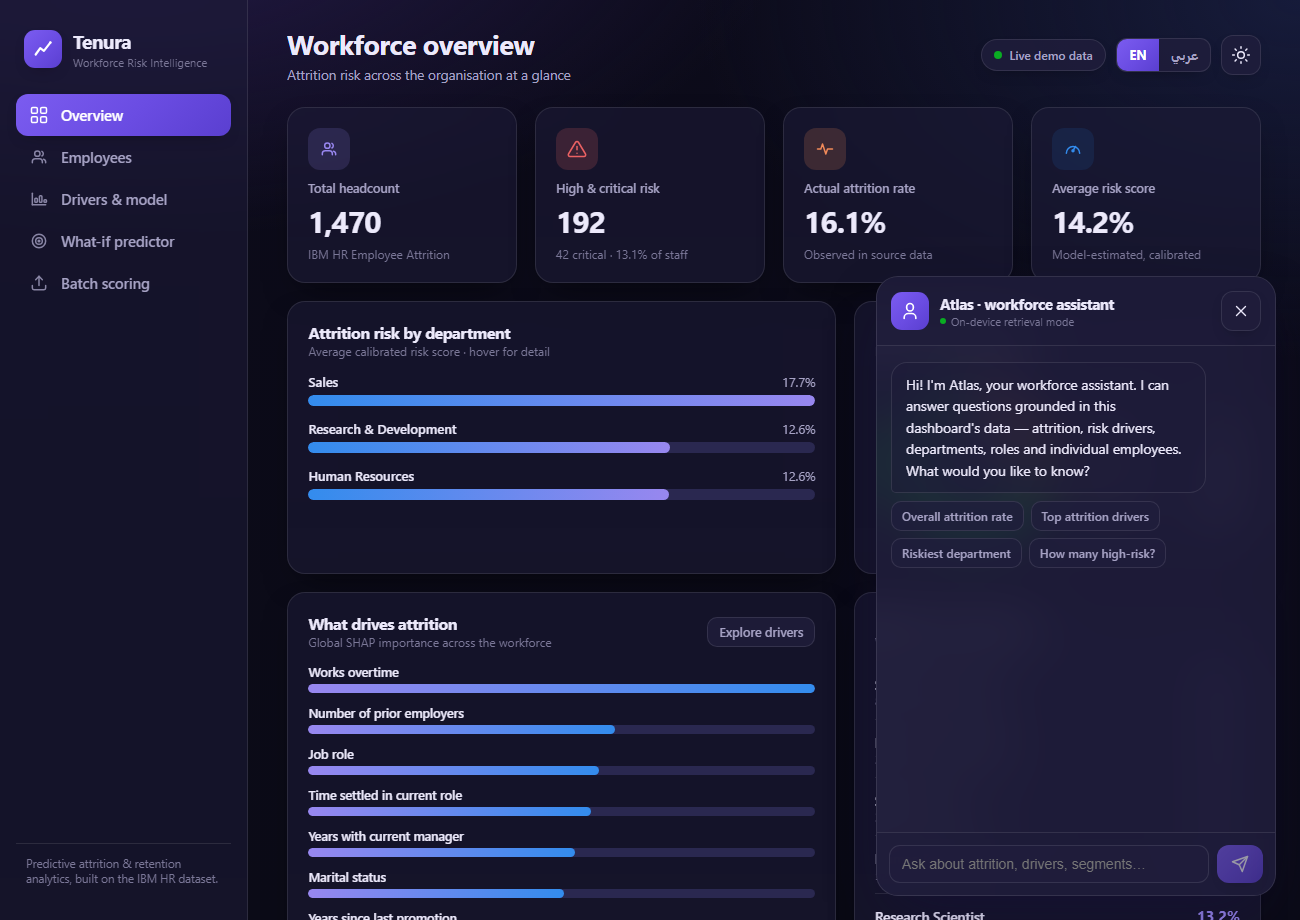 Tenura
Workforce Risk Intelligence
Overview
Employees
Drivers & model
What-if predictor
Batch scoring
Predictive attrition & retention
analytics, built on the IBM HR dataset.
Workforce overview
Attrition risk across the organisation at a glance
Live demo data
EN
عربي
Total headcount
1,470
IBM HR Employee Attrition
High & critical risk
192
42 critical · 13.1% of staff
Actual attrition rate
16.1%
Observed in source data
Average risk score
14.2%
Model-estimated, calibrated
Attrition risk by department
Average calibrated risk score · hover for detail
Sales 17.7%
Research & Development 12.6%
Human Resources 12.6%
What drives attrition
Global SHAP importance across the workforce
Explore drivers
Works overtime
Number of prior employers
Job role
Time settled in current role
Years with current manager
Marital status
Years since last promotion
Atlas · workforce assistant
On-device retrieval mode
Hi! I'm Atlas, your workforce assistant. I can
answer questions grounded in this
dashboard's data — attrition, risk drivers,
departments, roles and individual employees.
What would you like to know?
Overall attrition rate
Top attrition drivers
Riskiest department
How many high-risk?
Ask about attrition, drivers, segments…
Research Scientist 13.2%